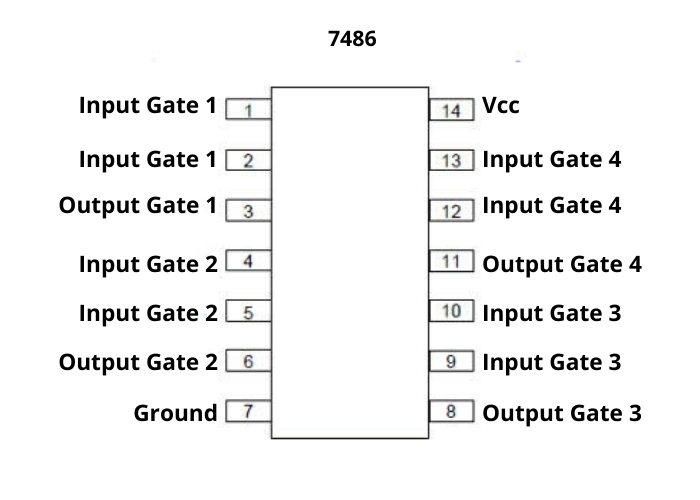 7486
Input Gate 1 1
Input Gate 1 2
Output Gate 1 3
Input Gate 2 4
Input Gate 2 5
Output Gate 2 6
Ground 7
14 Vcc
13 Input Gate 4
12 Input Gate 4
11 Output Gate 4
10 Input Gate 3
9 Input Gate 3
8 Output Gate 3